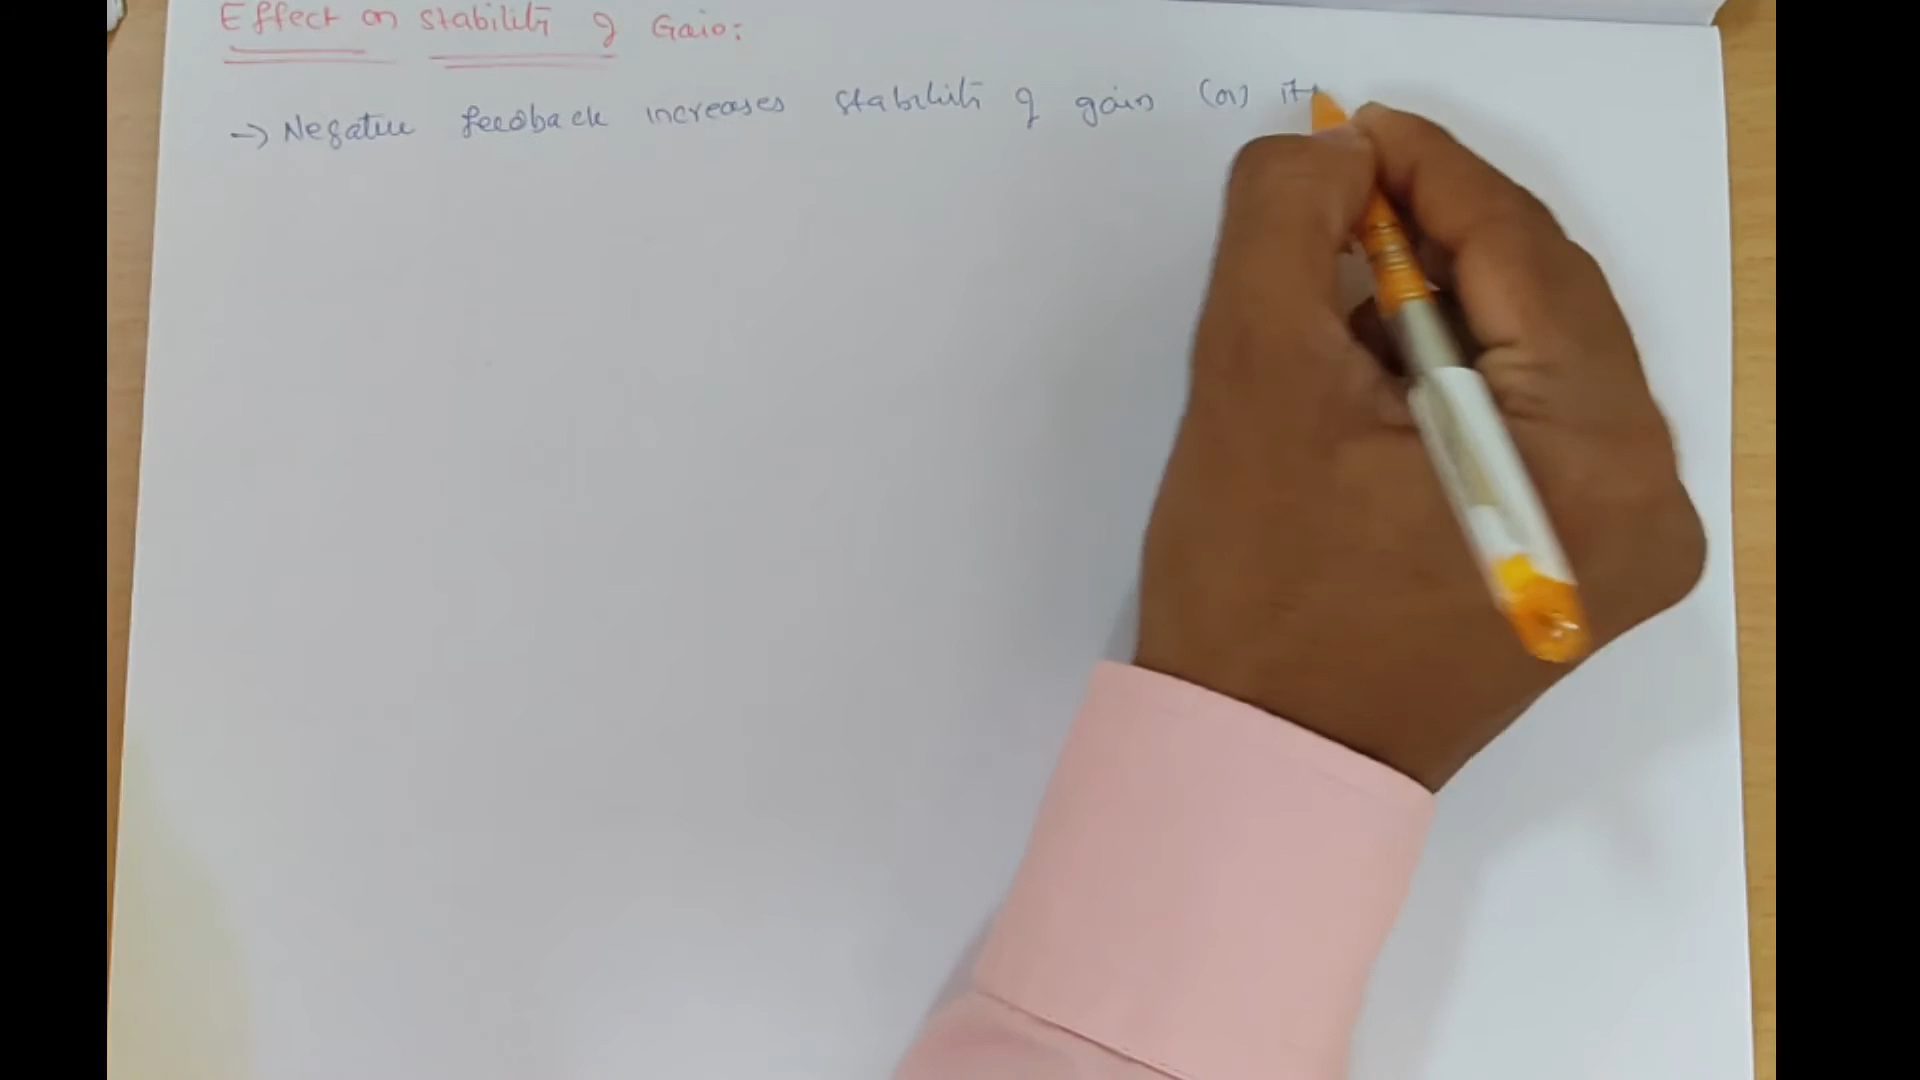 Effect on stability of Gain:
→ Negative feedback increases stability of gain (or) it